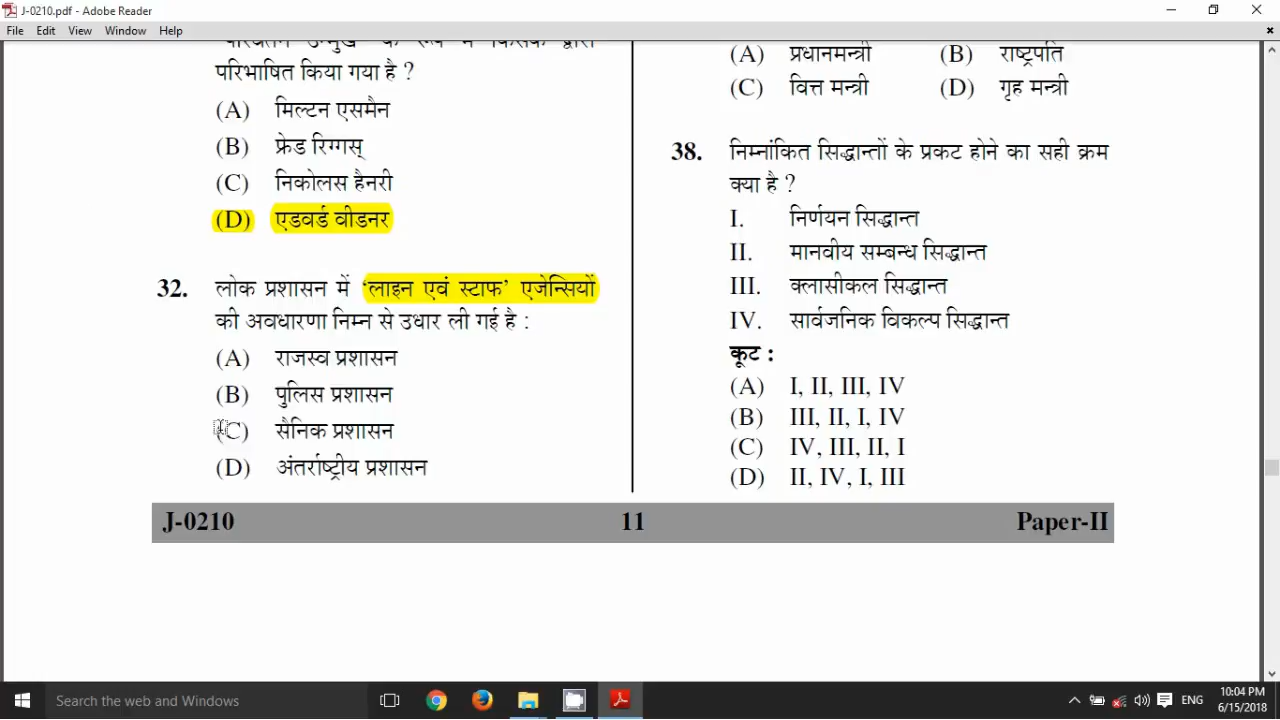 J-0210.pdf - Adobe Reader
File Edit View Window Help
परिभाषित किया गया है ?
(A) मिल्टन एसमैन
(B) फ्रेड रिग्गस्
(C) निकोलस हैनरी
(D) एडवर्ड वीडनर
32. लोक प्रशासन में ‘लाइन एवं स्टाफ’ एजेन्सियों
की अवधारणा निम्न से उधार ली गई है :
(A) राजस्व प्रशासन
(B) पुलिस प्रशासन
(C) सैनिक प्रशासन
(D) अंतर्राष्ट्रीय प्रशासन
(A) प्रधानमन्त्री (B) राष्ट्रपति
(C) वित्त मन्त्री (D) गृह मन्त्री
38. निम्नांकित सिद्धान्तों के प्रकट होने का सही क्रम
क्या है ?
I. निर्णयन सिद्धान्त
II. मानवीय सम्बन्ध सिद्धान्त
III. क्लासीकल सिद्धान्त
IV. सार्वजनिक विकल्प सिद्धान्त
कूट :
(A) I, II, III, IV
(B) III, II, I, IV
(C) IV, III, II, I
(D) II, IV, I, III
J-0210 11 Paper-II
Search the web and Windows
ENG
10:04 PM
6/15/2018